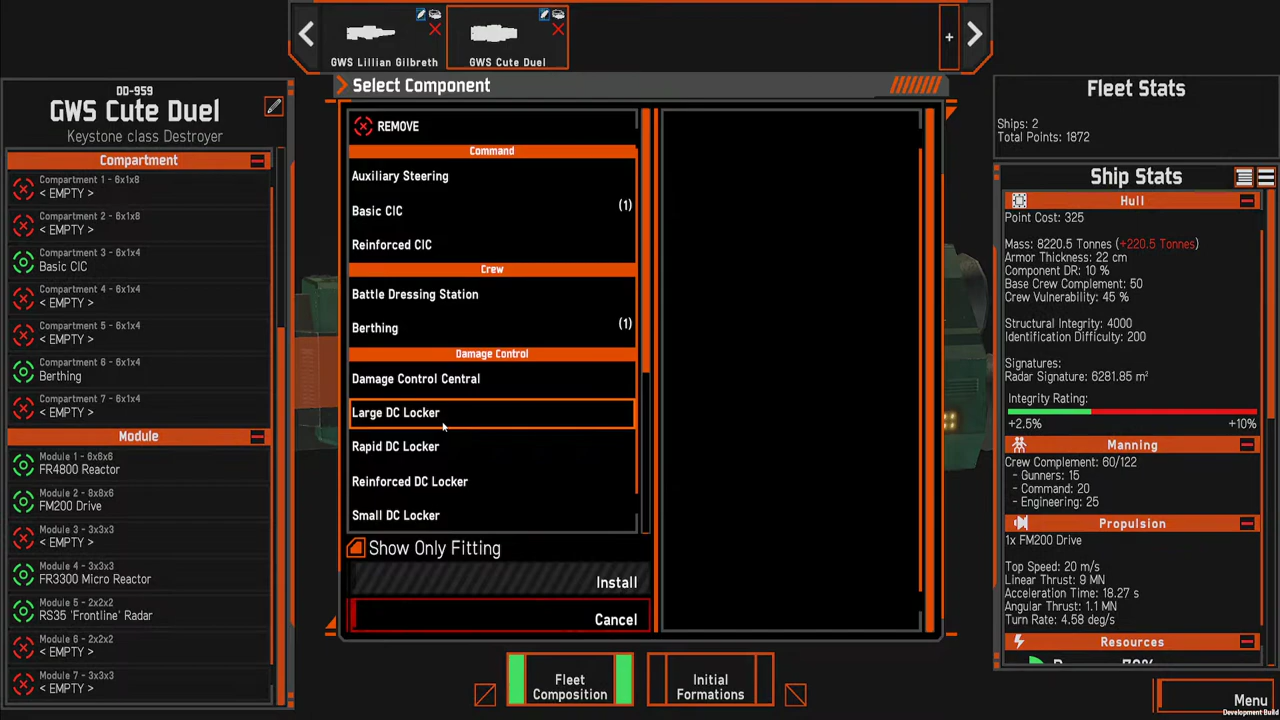 GWS Lillian Gilbreth
GWS Cute Duel
+
DD-959
GWS Cute Duel
Keystone class Destroyer
Compartment
Compartment 1 - 6x1x8
< EMPTY >
Compartment 2 - 6x1x8
< EMPTY >
Compartment 3 - 6x1x4
Basic CIC
Compartment 4 - 6x1x4
< EMPTY >
Compartment 5 - 6x1x4
< EMPTY >
Compartment 6 - 6x1x4
Berthing
Compartment 7 - 6x1x4
< EMPTY >
Module
Module 1 - 6x6x6
FR4800 Reactor
Module 2 - 8x8x6
FM200 Drive
Module 3 - 3x3x3
< EMPTY >
Module 4 - 3x3x3
FR3300 Micro Reactor
Module 5 - 2x2x2
RS35 'Frontline' Radar
Module 6 - 2x2x2
< EMPTY >
Module 7 - 3x3x3
< EMPTY >
Select Component
REMOVE
Command
Auxiliary Steering
Basic CIC (1)
Reinforced CIC
Crew
Battle Dressing Station
Berthing (1)
Damage Control
Damage Control Central
Large DC Locker
Rapid DC Locker
Reinforced DC Locker
Small DC Locker
Show Only Fitting
Install
Cancel
Fleet
Composition
Initial
Formations
Fleet Stats
Ships: 2
Total Points: 1872
Ship Stats
Hull
Point Cost: 325
Mass: 8220.5 Tonnes (+220.5 Tonnes)
Armor Thickness: 22 cm
Component DR: 10 %
Base Crew Complement: 50
Crew Vulnerability: 45 %
Structural Integrity: 4000
Identification Difficulty: 200
Signatures:
Radar Signature: 6281.85 m²
Integrity Rating:
+2.5% +10%
Manning
Crew Complement: 60/122
- Gunners: 15
- Command: 20
- Engineering: 25
Propulsion
1x FM200 Drive
Top Speed: 20 m/s
Linear Thrust: 9 MN
Acceleration Time: 18.27 s
Angular Thrust: 1.1 MN
Turn Rate: 4.58 deg/s
Resources
Menu
Development Build